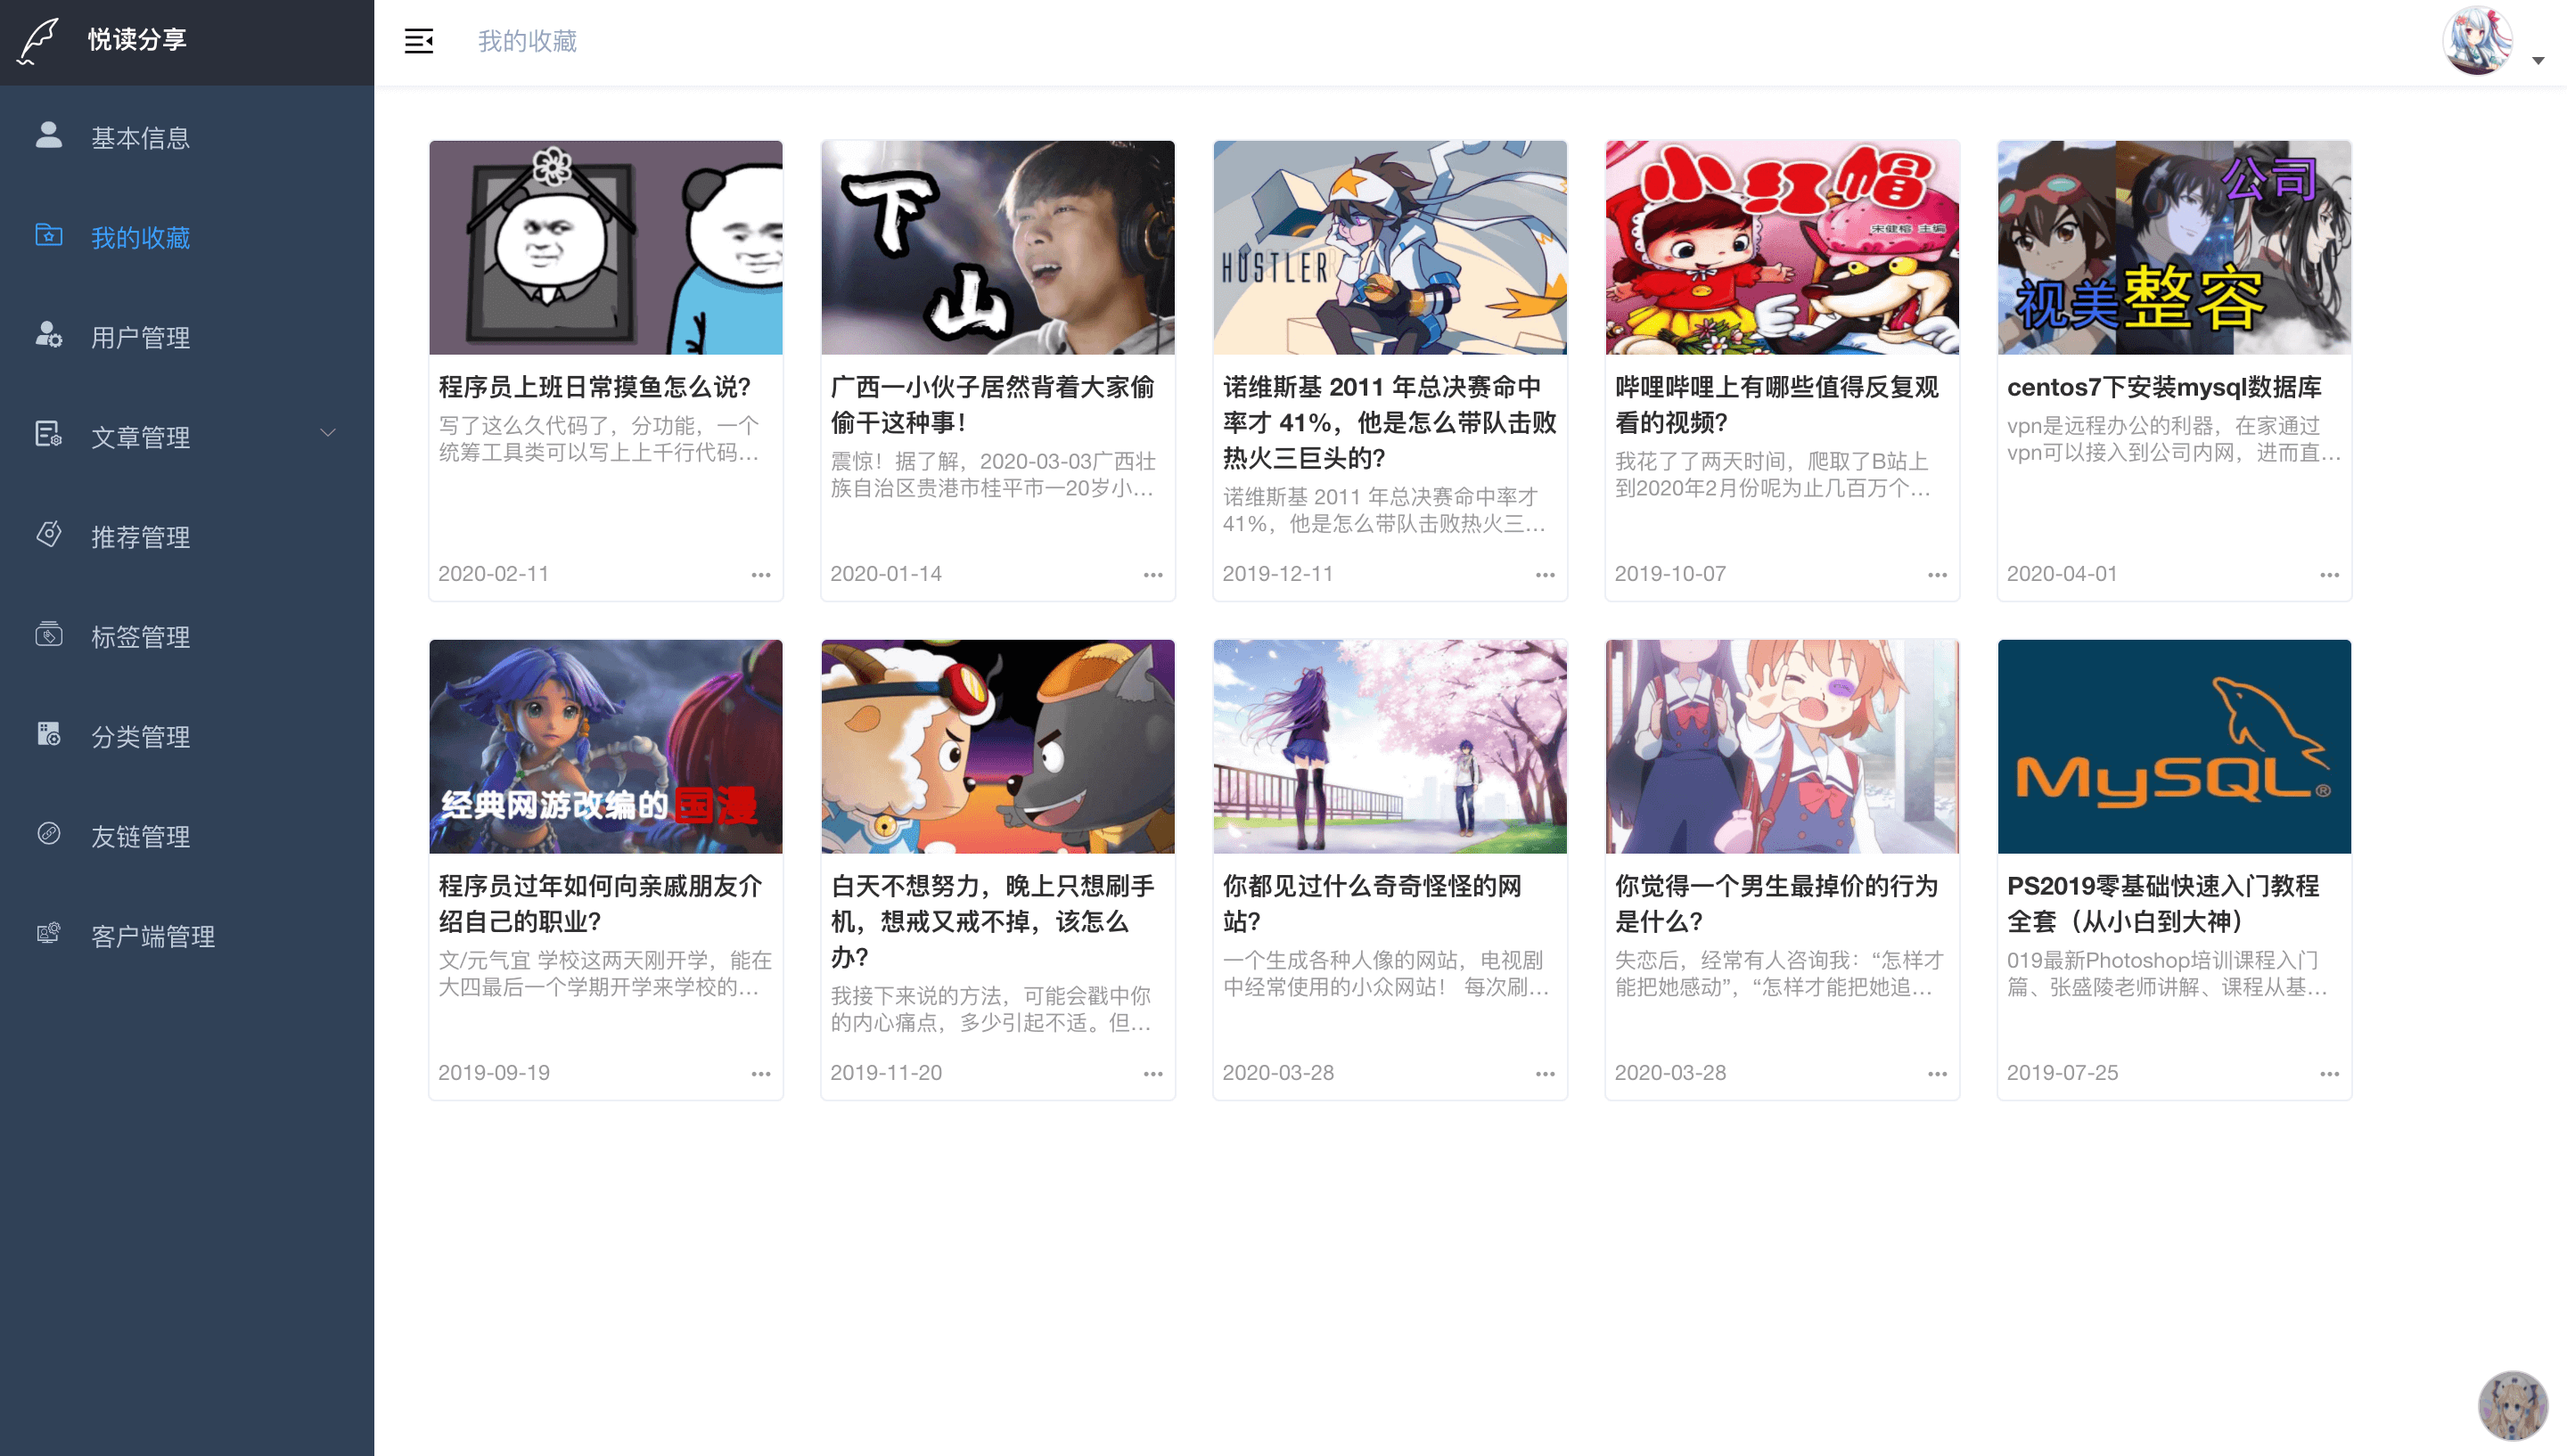 悦读分享
我的收藏
基本信息
我的收藏
用户管理
文章管理
推荐管理
标签管理
分类管理
友链管理
客户端管理
程序员上班日常摸鱼怎么说?
写了这么久代码了，分功能，一个
统筹工具类可以写上上千行代码...
2020-02-11
下
山
广西一小伙子居然背着大家偷
偷干这种事！
震惊！据了解，2020-03-03广西壮
族自治区贵港市桂平市一20岁小...
2020-01-14
HUSTLER
诺维斯基 2011 年总决赛命中
率才 41%，他是怎么带队击败
热火三巨头的?
诺维斯基 2011 年总决赛命中率才
41%，他是怎么带队击败热火三...
2019-12-11
小红帽
宋健榕 主编
哔哩哔哩上有哪些值得反复观
看的视频?
我花了了两天时间，爬取了B站上
到2020年2月份呢为止几百万个...
2019-10-07
公司
视美整容
centos7下安装mysql数据库
vpn是远程办公的利器，在家通过
vpn可以接入到公司内网，进而直...
2020-04-01
经典网游改编的国漫
程序员过年如何向亲戚朋友介
绍自己的职业?
文/元气宜 学校这两天刚开学，能在
大四最后一个学期开学来学校的...
2019-09-19
白天不想努力，晚上只想刷手
机，想戒又戒不掉，该怎么
办?
我接下来说的方法，可能会戳中你
的内心痛点，多少引起不适。但...
2019-11-20
你都见过什么奇奇怪怪的网
站?
一个生成各种人像的网站，电视剧
中经常使用的小众网站！ 每次刷...
2020-03-28
你觉得一个男生最掉价的行为
是什么?
失恋后，经常有人咨询我：“怎样才
能把她感动”，“怎样才能把她追...
2020-03-28
MySQL®
PS2019零基础快速入门教程
全套（从小白到大神）
019最新Photoshop培训课程入门
篇、张盛陵老师讲解、课程从基...
2019-07-25